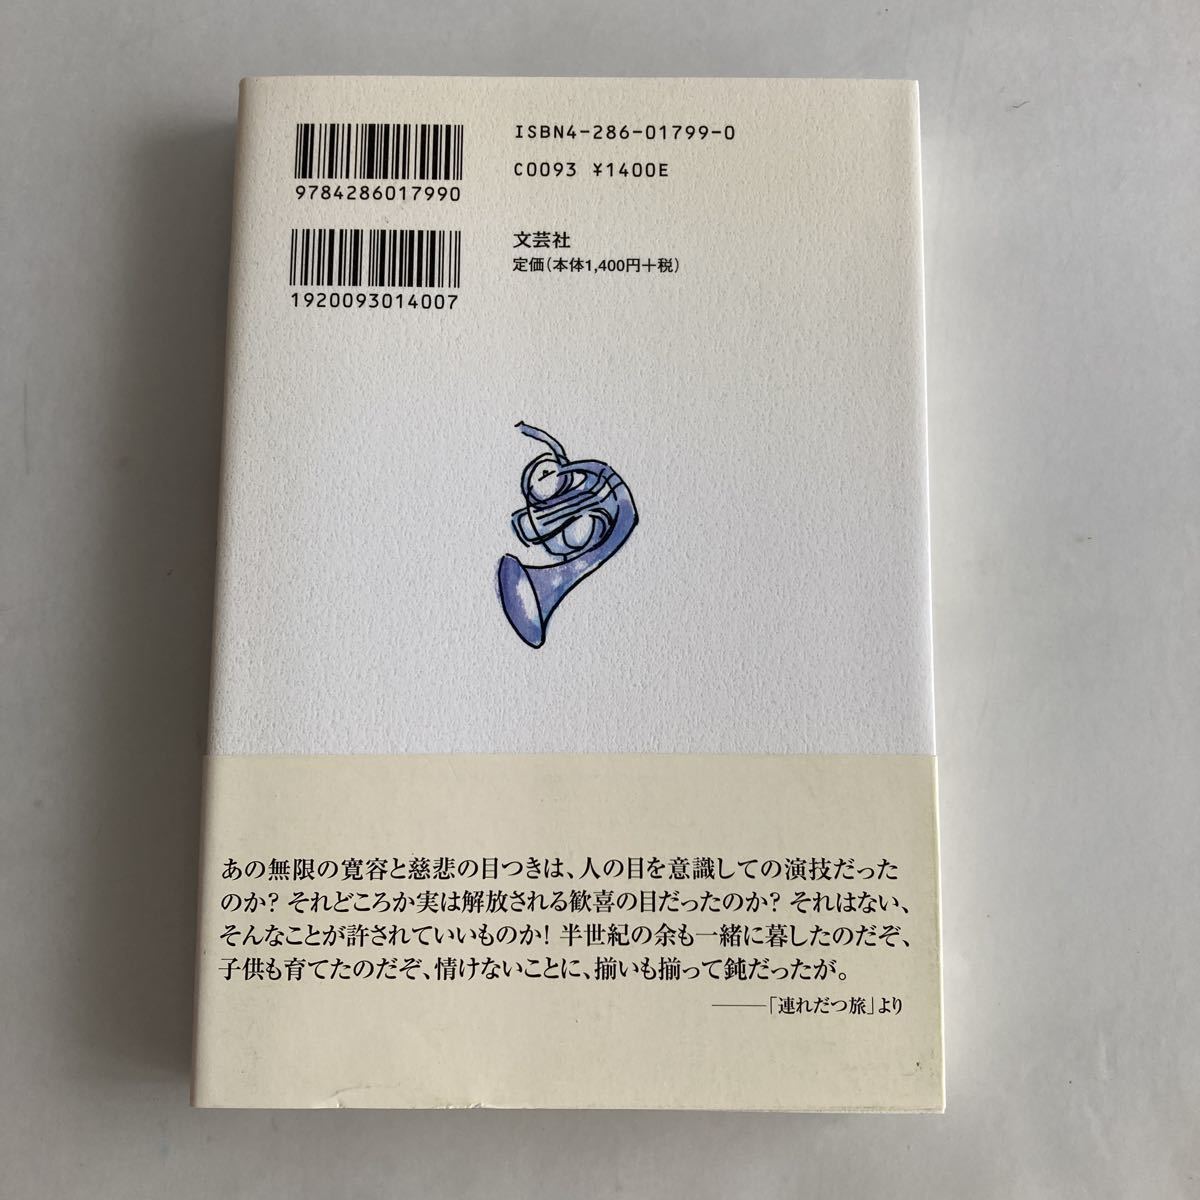 ISBN4-286-01799-0
C0093 ¥1400E
9784286017990
文芸社
定価(本体1,400円+税)
1920093014007
あの無限の寛容と慈悲の目つきは、人の目を意識しての演技だった
のか? それどころか実は解放される歓喜の目だったのか? それはない、
そんなことが許されていいものか! 半世紀の余も一緒に暮したのだぞ、
子供も育てたのだぞ、情けないことに、揃いも揃って鈍だったが。
――「連れだつ旅」より